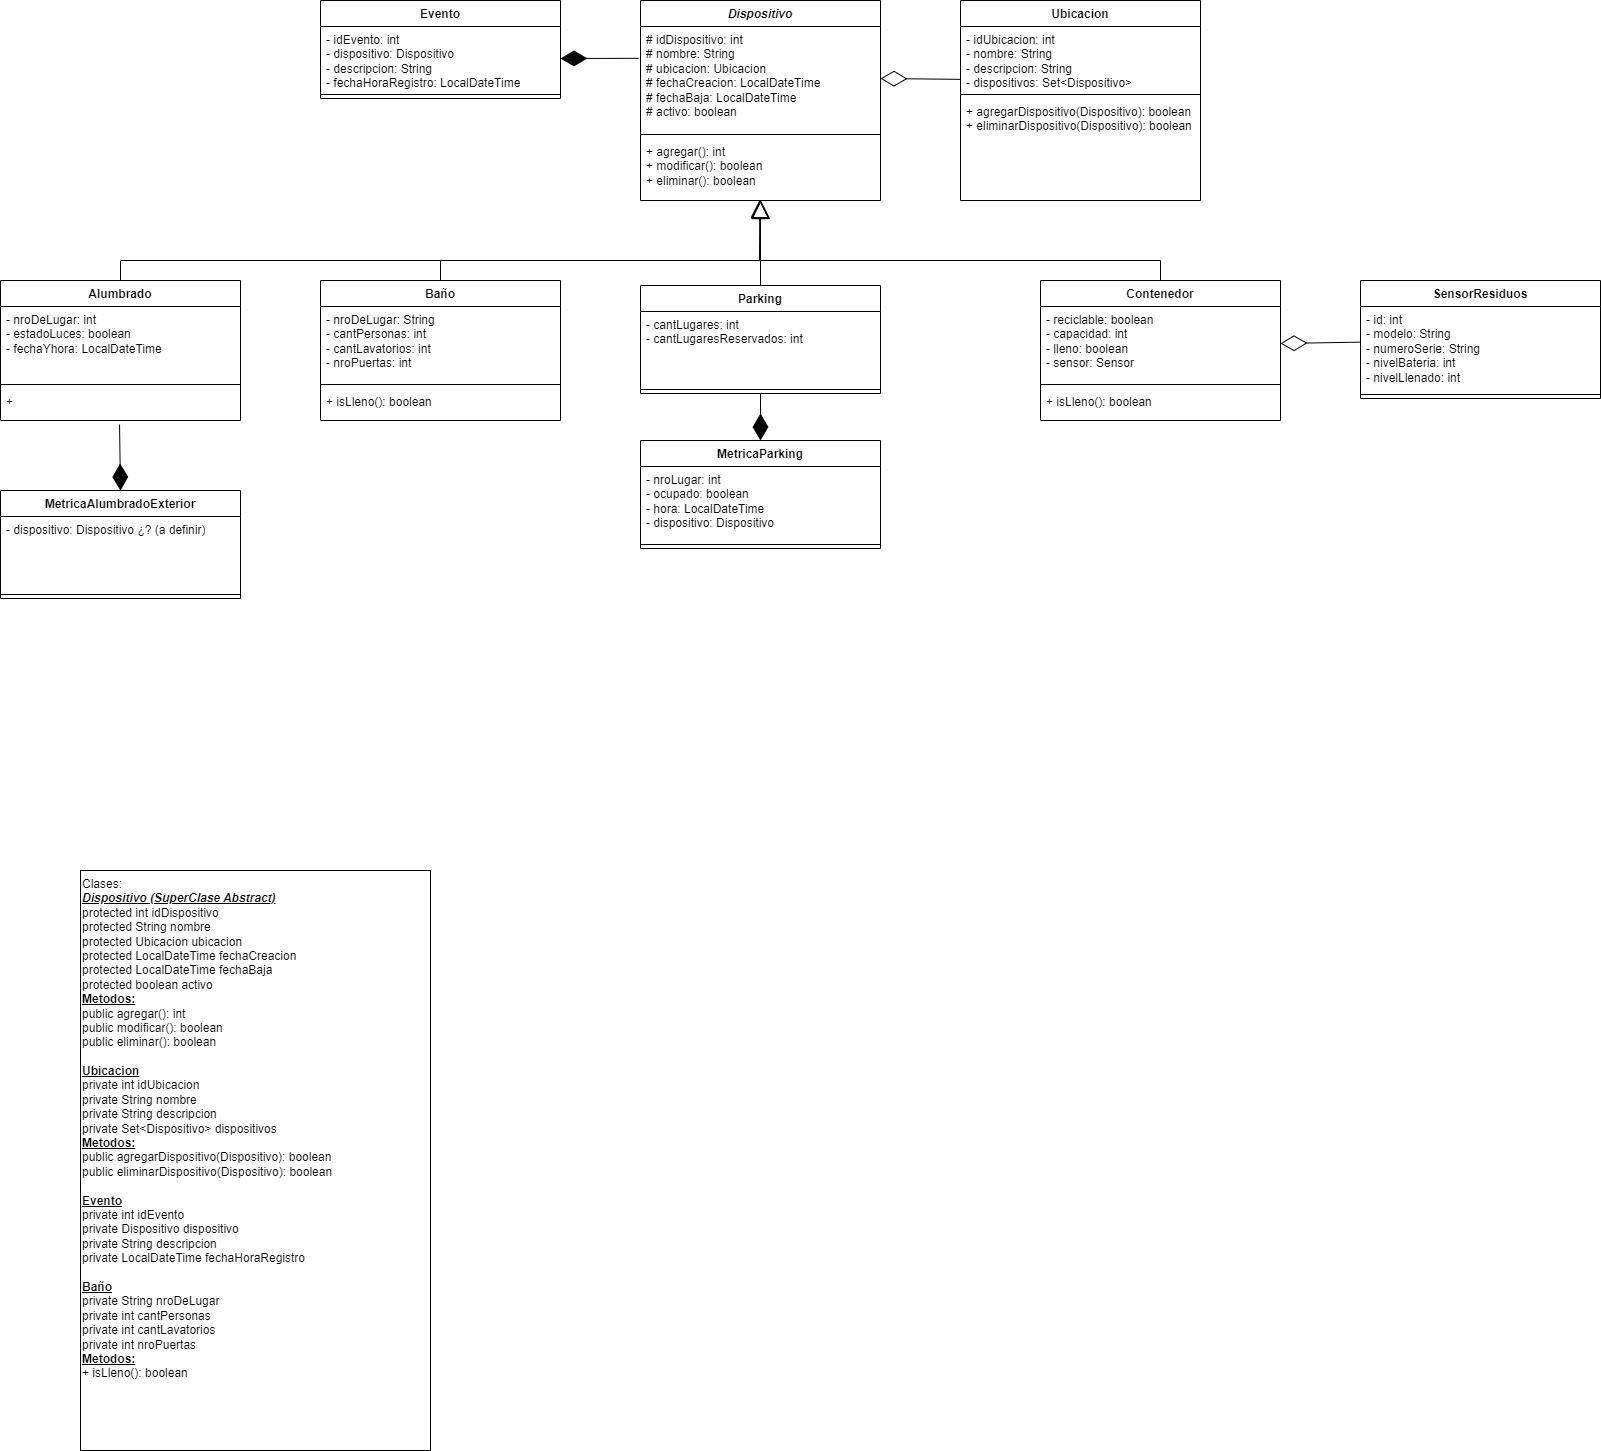 Evento
- idEvento: int
- dispositivo: Dispositivo
- descripcion: String
- fechaHoraRegistro: LocalDateTime
Dispositivo
# idDispositivo: int
# nombre: String
# ubicacion: Ubicacion
# fechaCreacion: LocalDateTime
# fechaBaja: LocalDateTime
# activo: boolean
+ agregar(): int
+ modificar(): boolean
+ eliminar(): boolean
Ubicacion
- idUbicacion: int
- nombre: String
- descripcion: String
- dispositivos: Set<Dispositivo>
+ agregarDispositivo(Dispositivo): boolean
+ eliminarDispositivo(Dispositivo): boolean
Alumbrado
- nroDeLugar: int
- estadoLuces: boolean
- fechaYhora: LocalDateTime
+
Baño
- nroDeLugar: String
- cantPersonas: int
- cantLavatorios: int
- nroPuertas: int
+ isLleno(): boolean
Parking
- cantLugares: int
- cantLugaresReservados: int
Contenedor
- reciclable: boolean
- capacidad: int
- lleno: boolean
- sensor: Sensor
+ isLleno(): boolean
SensorResiduos
- id: int
- modelo: String
- numeroSerie: String
- nivelBateria: int
- nivelLlenado: int
MetricaAlumbradoExterior
- dispositivo: Dispositivo ¿? (a definir)
MetricaParking
- nroLugar: int
- ocupado: boolean
- hora: LocalDateTime
- dispositivo: Dispositivo
Clases:
Dispositivo (SuperClase Abstract)
protected int idDispositivo
protected String nombre
protected Ubicacion ubicacion
protected LocalDateTime fechaCreacion
protected LocalDateTime fechaBaja
protected boolean activo
Metodos:
public agregar(): int
public modificar(): boolean
public eliminar(): boolean
Ubicacion
private int idUbicacion
private String nombre
private String descripcion
private Set<Dispositivo> dispositivos
Metodos:
public agregarDispositivo(Dispositivo): boolean
public eliminarDispositivo(Dispositivo): boolean
Evento
private int idEvento
private Dispositivo dispositivo
private String descripcion
private LocalDateTime fechaHoraRegistro
Baño
private String nroDeLugar
private int cantPersonas
private int cantLavatorios
private int nroPuertas
Metodos:
+ isLleno(): boolean